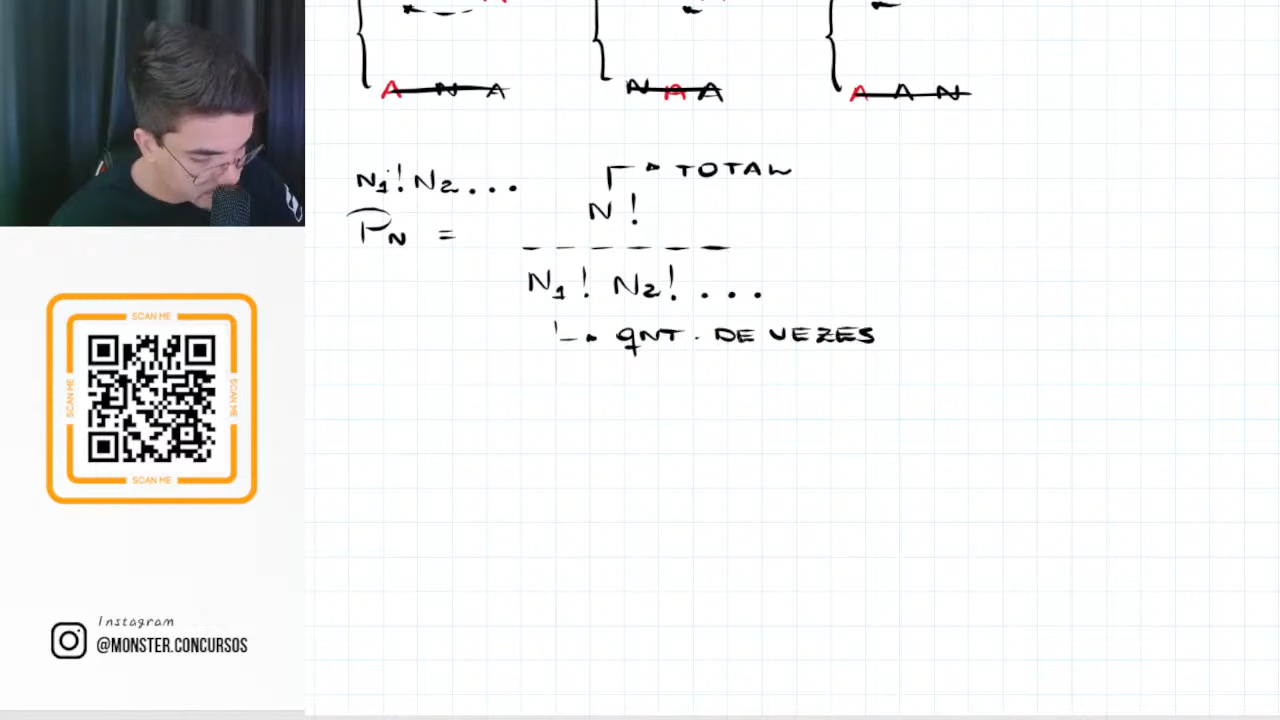 A N A
N A A
A A N
N1! N2...
→ TOTAL
N!
PN =
N1! N2! ...
→ QNT. DE VEZES
SCAN ME
SCAN ME
SCAN ME
SCAN ME
Instagram
@MONSTER.CONCURSOS